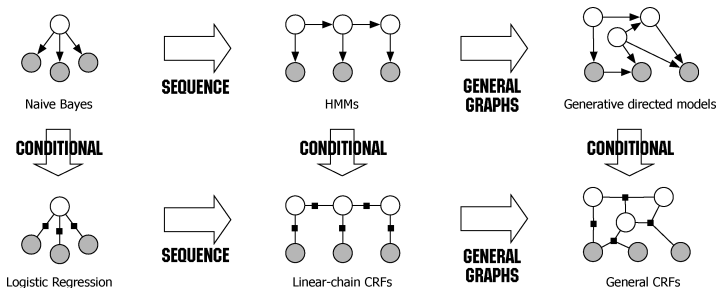 SEQUENCE
GENERAL
GRAPHS
Naive Bayes
HMMs
Generative directed models
CONDITIONAL
CONDITIONAL
CONDITIONAL
SEQUENCE
GENERAL
GRAPHS
Logistic Regression
Linear-chain CRFs
General CRFs